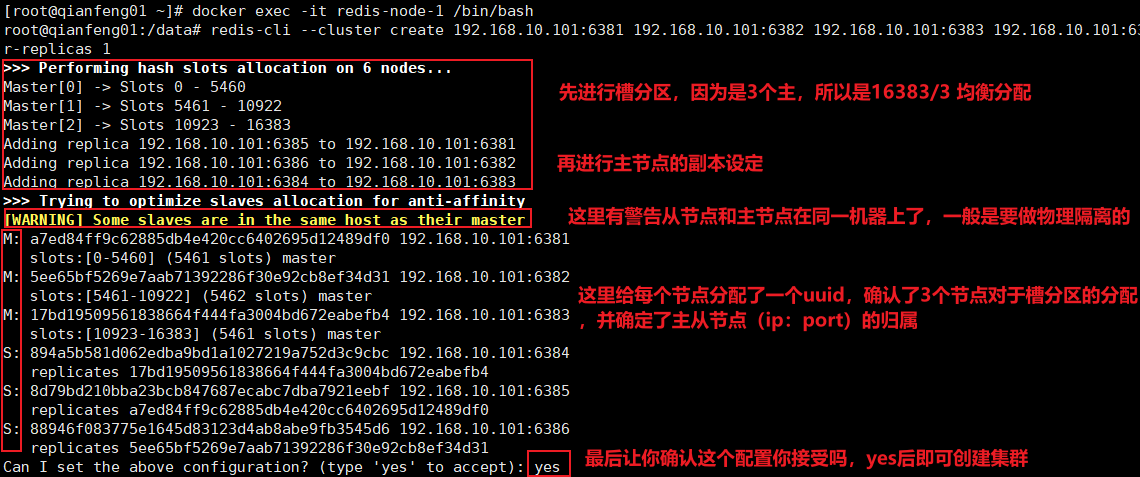 [root@qianfeng01 ~]# docker exec -it redis-node-1 /bin/bash
root@qianfeng01:/data# redis-cli --cluster create 192.168.10.101:6381 192.168.10.101:6382 192.168.10.101:6383 192.168.10.101:63
r-replicas 1
>>> Performing hash slots allocation on 6 nodes...
Master[0] -> Slots 0 - 5460
先进行槽分区，因为是3个主，所以是16383/3 均衡分配
Master[1] -> Slots 5461 - 10922
Master[2] -> Slots 10923 - 16383
Adding replica 192.168.10.101:6385 to 192.168.10.101:6381
Adding replica 192.168.10.101:6386 to 192.168.10.101:6382
再进行主节点的副本设定
Adding replica 192.168.10.101:6384 to 192.168.10.101:6383
>>> Trying to optimize slaves allocation for anti-affinity
[WARNING] Some slaves are in the same host as their master
这里有警告从节点和主节点在同一机器上了，一般是要做物理隔离的
M: a7ed84ff9c62885db4e420cc6402695d12489df0 192.168.10.101:6381
slots:[0-5460] (5461 slots) master
M: 5ee65bf5269e7aab71392286f30e92cb8ef34d31 192.168.10.101:6382
slots:[5461-10922] (5462 slots) master
这里给每个节点分配了一个uuid，确认了3个节点对于槽分区的分配
，并确定了主从节点（ip：port）的归属
M: 17bd19509561838664f444fa3004bd672eabefb4 192.168.10.101:6383
slots:[10923-16383] (5461 slots) master
S: 894a5b581d062edba9bd1a1027219a752d3c9cbc 192.168.10.101:6384
replicates 17bd19509561838664f444fa3004bd672eabefb4
S: 8d79bd210bba23bcb847687ecabc7dba7921eebf 192.168.10.101:6385
replicates a7ed84ff9c62885db4e420cc6402695d12489df0
S: 88946f083775e1645d83123d4ab8abe9fb3545d6 192.168.10.101:6386
replicates 5ee65bf5269e7aab71392286f30e92cb8ef34d31
Can I set the above configuration? (type 'yes' to accept): yes
最后让你确认这个配置你接受吗，yes后即可创建集群